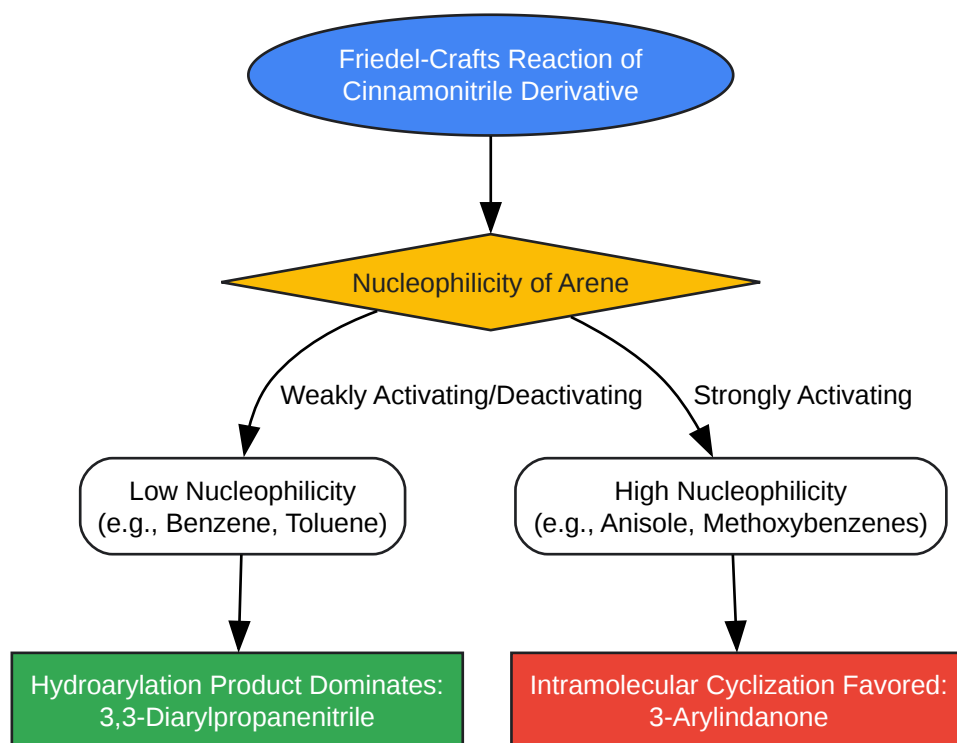 Friedel-Crafts Reaction of
Cinnamonitrile Derivative
Nucleophilicity of Arene
Weakly Activating/Deactivating
Strongly Activating
Low Nucleophilicity
(e.g., Benzene, Toluene)
High Nucleophilicity
(e.g., Anisole, Methoxybenzenes)
Hydroarylation Product Dominates:
3,3-Diarylpropanenitrile
Intramolecular Cyclization Favored:
3-Arylindanone